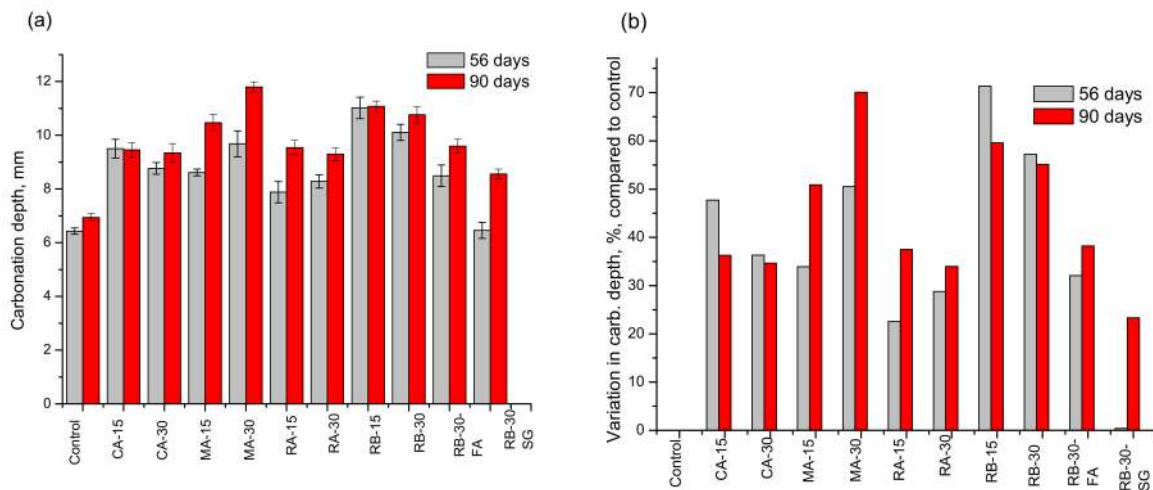 (a)
56 days
90 days
Carbonation depth, mm
12
10
8
6
4
2
0
Control
CA-15
CA-30
MA-15
MA-30
RA-15
RA-30
RB-15
RB-30
RB-30-
FA
RB-30-
SG
(b)
56 days
90 days
Variation in carb. depth, %, compared to control
70
60
50
40
30
20
10
0
Control
CA-15
CA-30
MA-15
MA-30
RA-15
RA-30
RB-15
RB-30
RB-30-
FA
RB-30-
SG